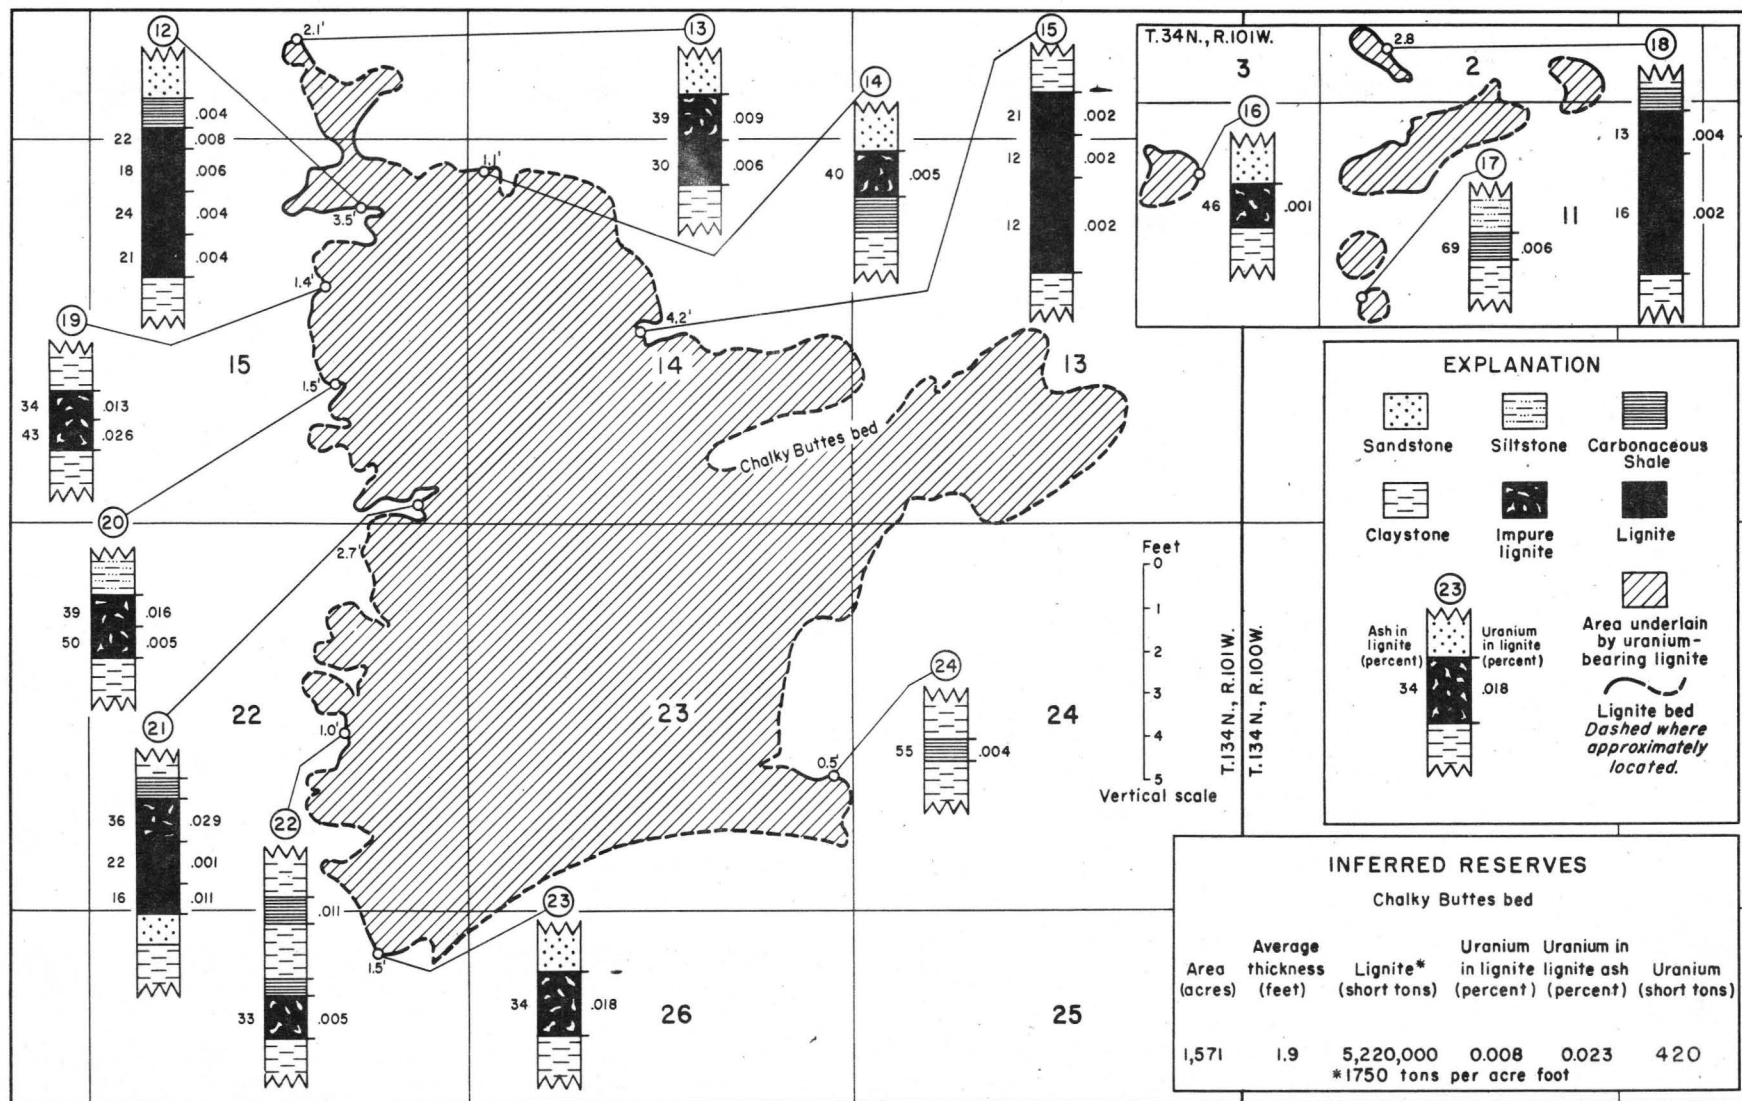 12
.004
22 .008
18 .006
24 .004
21 .004
2.1'
13
39 .009
30 .006
14
40 .005
15
21 .002
12 .002
12 .002
T.34N., R.101W.
3
16
46 .001
2.8
2
18
13 .004
16 .002
17
69 .006
11
1.1'
3.5'
1.4'
4.2'
19
34 .013
43 .026
15
14
13
1.5'
Chalky Buttes bed
20
39 .016
50 .005
2.7'
21
36 .029
22 .001
16 .011
22
1.0'
22
.011
33 .005
23
0.5'
24
55 .004
24
1.5'
23
34 .018
26
25
Feet
0
1
2
3
4
5
Vertical scale
T.134 N., R.101W.
T.134 N., R.100W.
EXPLANATION
Sandstone
Siltstone
Carbonaceous
Shale
Claystone
Impure
lignite
Lignite
23
Ash in
lignite
(percent)
Uranium
in lignite
(percent)
34 .018
Area underlain
by uranium-
bearing lignite
Lignite bed
Dashed where
approximately
located.
INFERRED RESERVES
Chalky Buttes bed
Area
(acres)
Average
thickness
(feet)
Lignite*
(short tons)
Uranium
in lignite
(percent)
Uranium in
lignite ash
(percent)
Uranium
(short tons)
1,571 1.9 5,220,000 0.008 0.023 420
*1750 tons per acre foot